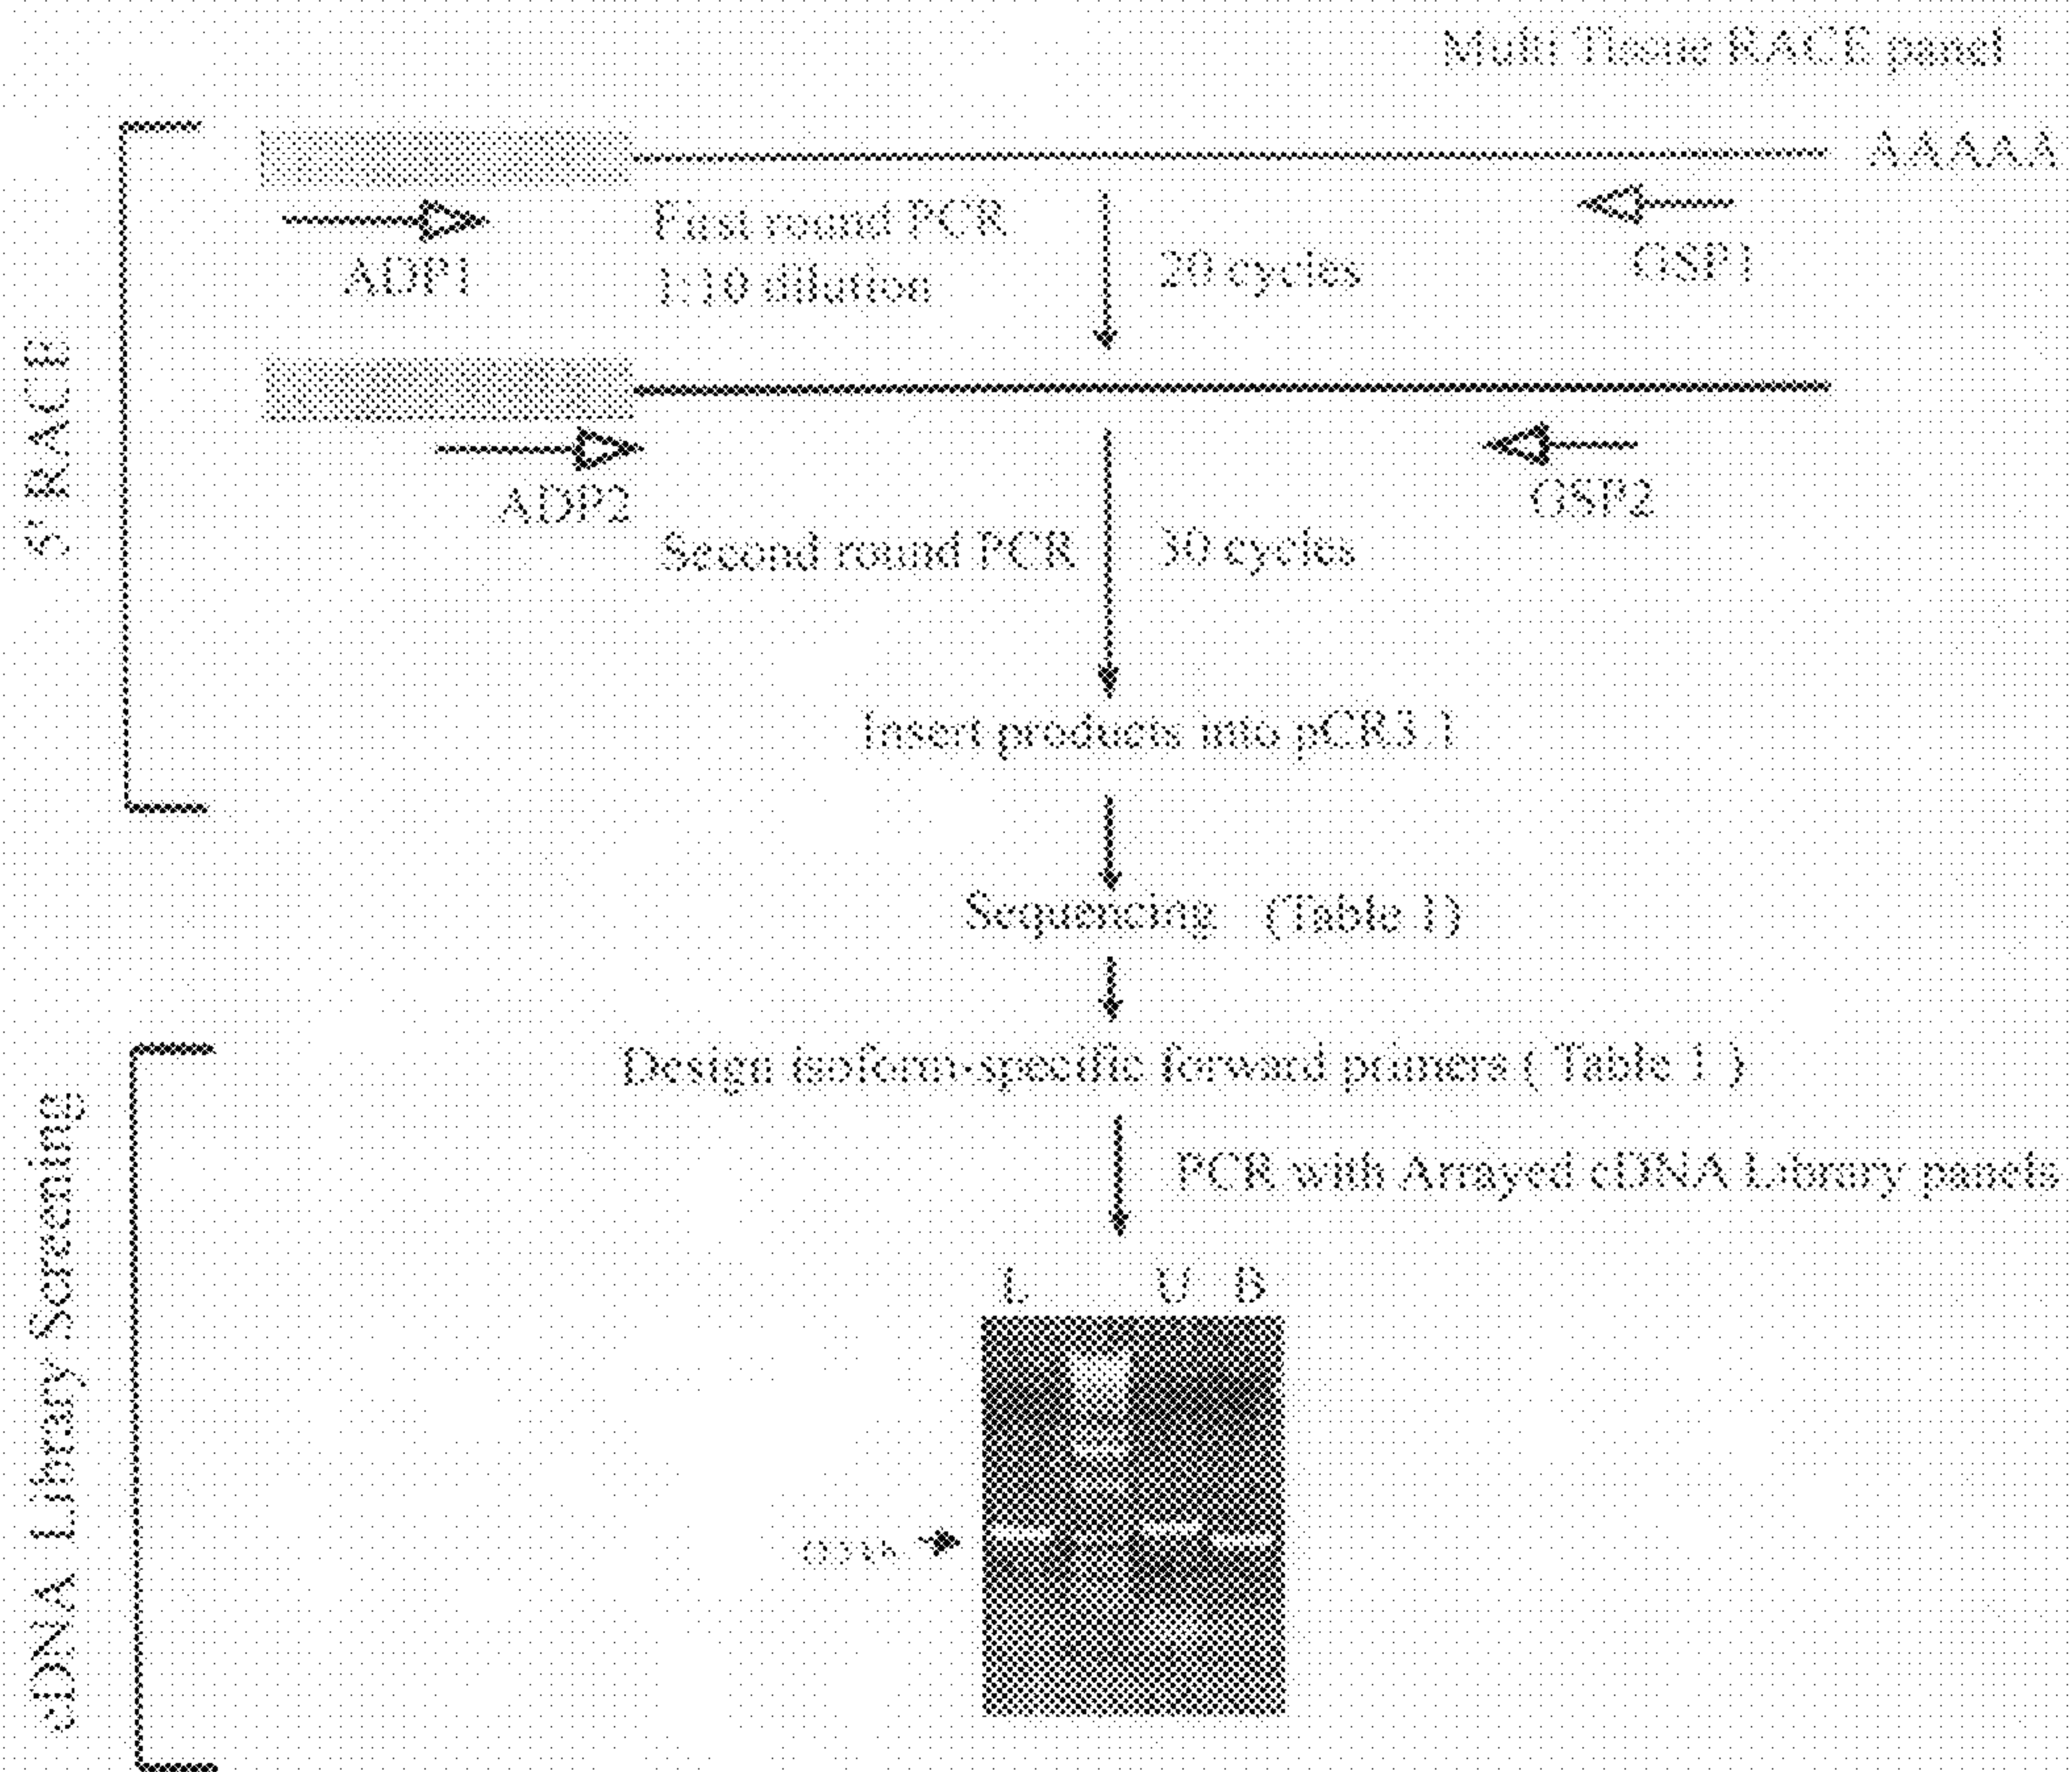 Multi Tissue RACE panel
AAAAA
First round PCR
1:10 dilution
20 cycles
ADP1
GSP1
5' RACE
ADP2
GSP2
Second round PCR
30 cycles
Insert products into pCR3.1
Sequencing (Table 1)
Design isoform-specific forward primers ( Table 1 )
PCR with Arrayed cDNA Library panels
cDNA Library Screening
L U B